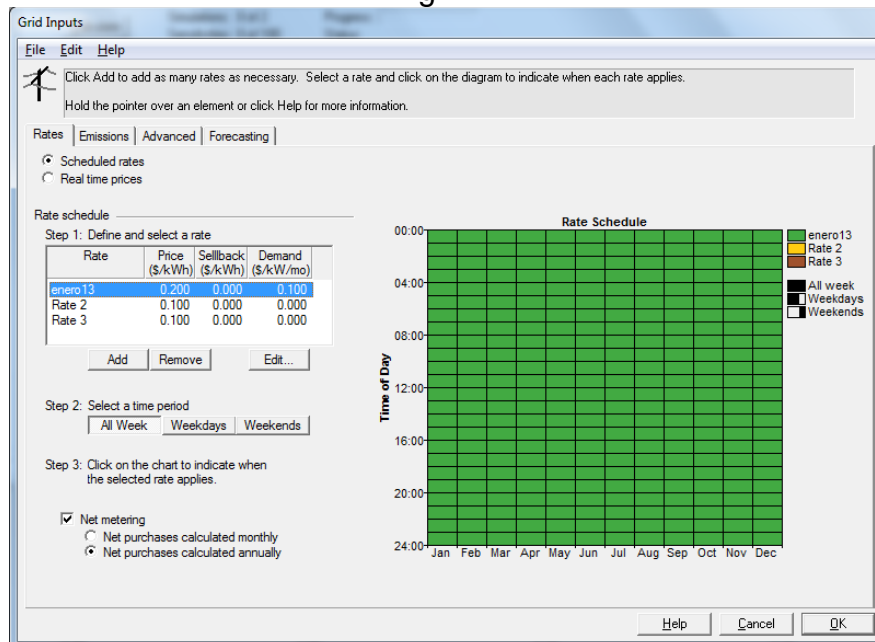 Grid Inputs
File Edit Help
Click Add to add as many rates as necessary. Select a rate and click on the diagram to indicate when each rate applies.
Hold the pointer over an element or click Help for more information.
Rates Emissions Advanced Forecasting
Scheduled rates
Real time prices
Rate schedule
Step 1: Define and select a rate
Rate Price ($/kWh) Sellback ($/kWh) Demand ($/kW/mo)
enero13 0.200 0.000 0.100
Rate 2 0.100 0.000 0.000
Rate 3 0.100 0.000 0.000
Add Remove Edit...
Step 2: Select a time period
All Week Weekdays Weekends
Step 3: Click on the chart to indicate when
the selected rate applies.
Net metering
Net purchases calculated monthly
Net purchases calculated annually
Rate Schedule
Time of Day
00:00
04:00
08:00
12:00
16:00
20:00
24:00
Jan Feb Mar Apr May Jun Jul Aug Sep Oct Nov Dec
enero13
Rate 2
Rate 3
All week
Weekdays
Weekends
Help Cancel OK